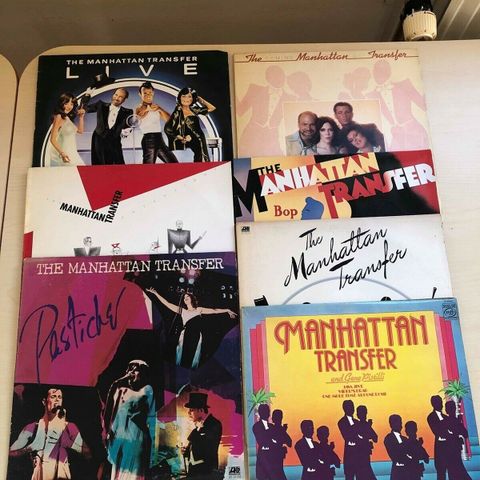 THE MANHATTAN TRANSFER
LIVE
The Coming Manhattan Transfer
MANHATTAN
TRANSFER
THE
MANHATTAN
TRANSFER
Bop
The
Manhattan
Transfer
THE MANHATTAN TRANSFER
Pastiche
MANHATTAN
TRANSFER
and Gene Pistilli